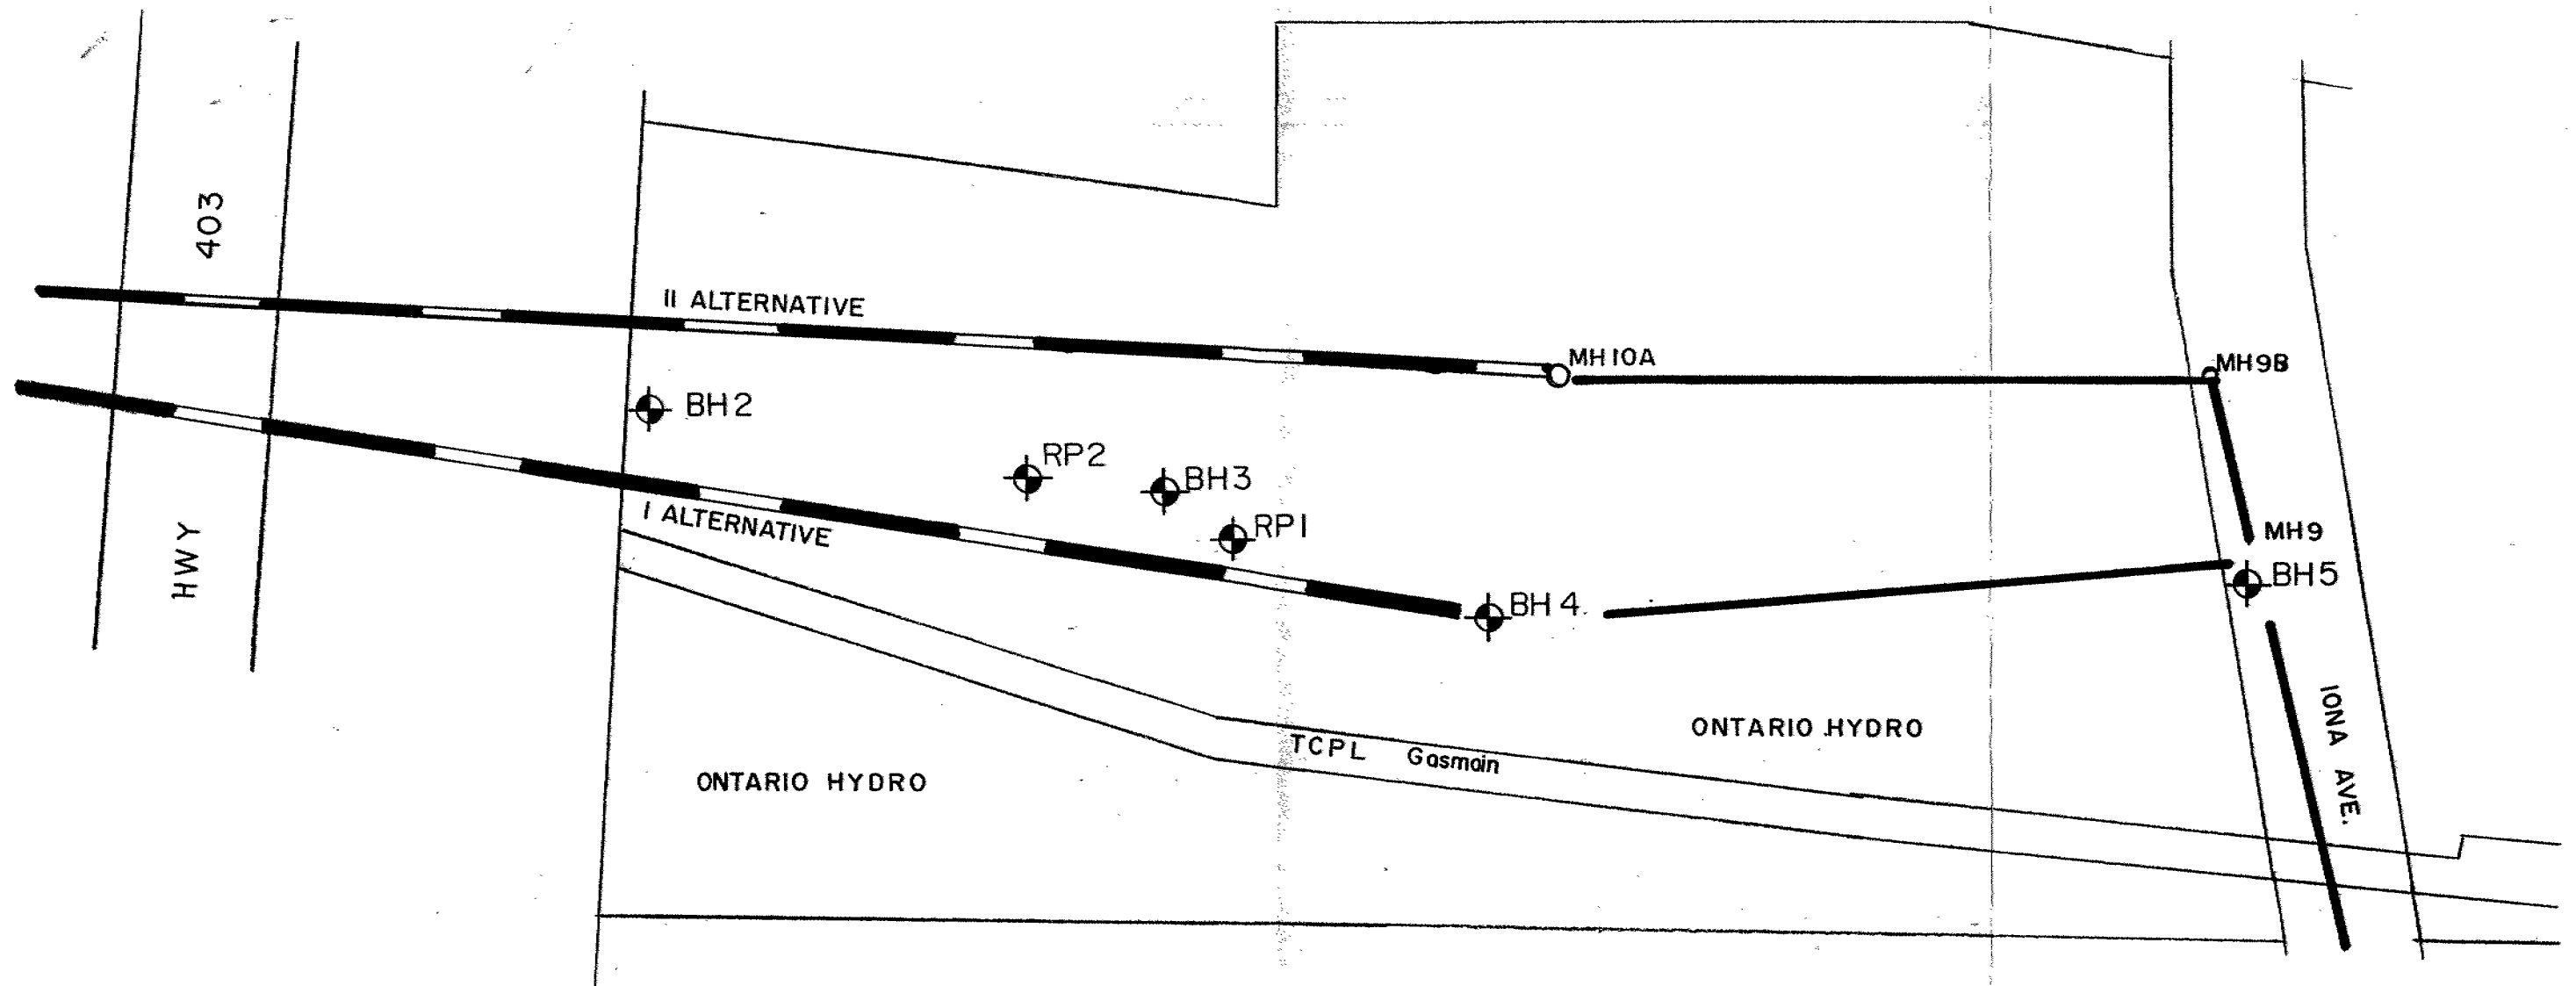 HWY 403
II ALTERNATIVE
MH10A
MH9B
BH2
RP2
BH3
RP1
I ALTERNATIVE
MH9
BH5
BH4
IONA AVE.
ONTARIO HYDRO
TCPL Gasmain
ONTARIO HYDRO